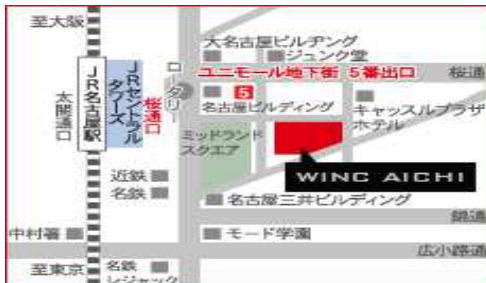 至大阪
大名古屋ビルヂング
ジュンク堂
ユニモール地下街 5番出口
桜通
JR名古屋駅
JRセントラルタワーズ
桜通口
ロータリー
太閤通口
5
名古屋ビルディング
キャッスルプラザ
ホテル
ミッドランド
スクエア
WINC AICHI
近鉄
名鉄
名古屋三井ビルディング
錦通
中村署
モード学園
広小路通
至東京
名鉄
レジャック